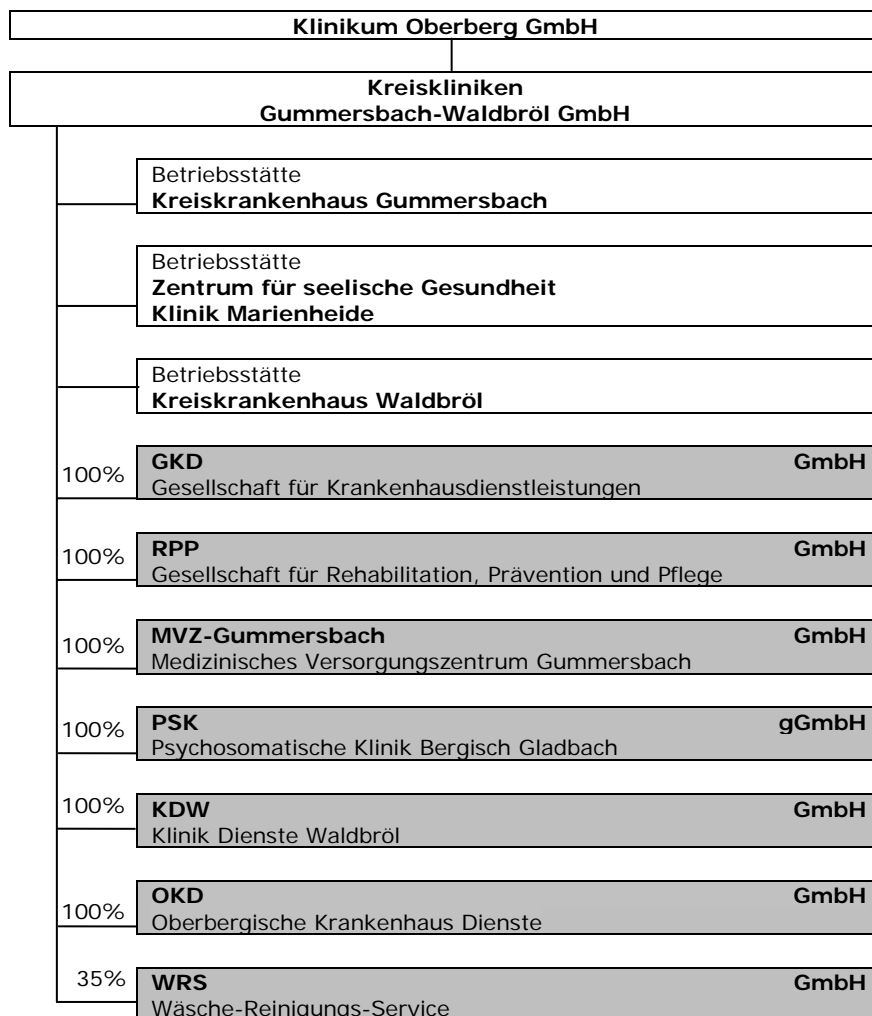 Klinikum Oberberg GmbH
Kreiskliniken
Gummersbach-Waldbröl GmbH
Betriebsstätte
Kreiskrankenhaus Gummersbach
Betriebsstätte
Zentrum für seelische Gesundheit
Klinik Marienheide
Betriebsstätte
Kreiskrankenhaus Waldbröl
100% GKD GmbH
Gesellschaft für Krankenhausdienstleistungen
100% RPP GmbH
Gesellschaft für Rehabilitation, Prävention und Pflege
100% MVZ-Gummersbach GmbH
Medizinisches Versorgungszentrum Gummersbach
100% PSK gGmbH
Psychosomatische Klinik Bergisch Gladbach
100% KDW GmbH
Klinik Dienste Waldbröl
100% OKD GmbH
Oberbergische Krankenhaus Dienste
35% WRS GmbH
Wäsche-Reinigungs-Service